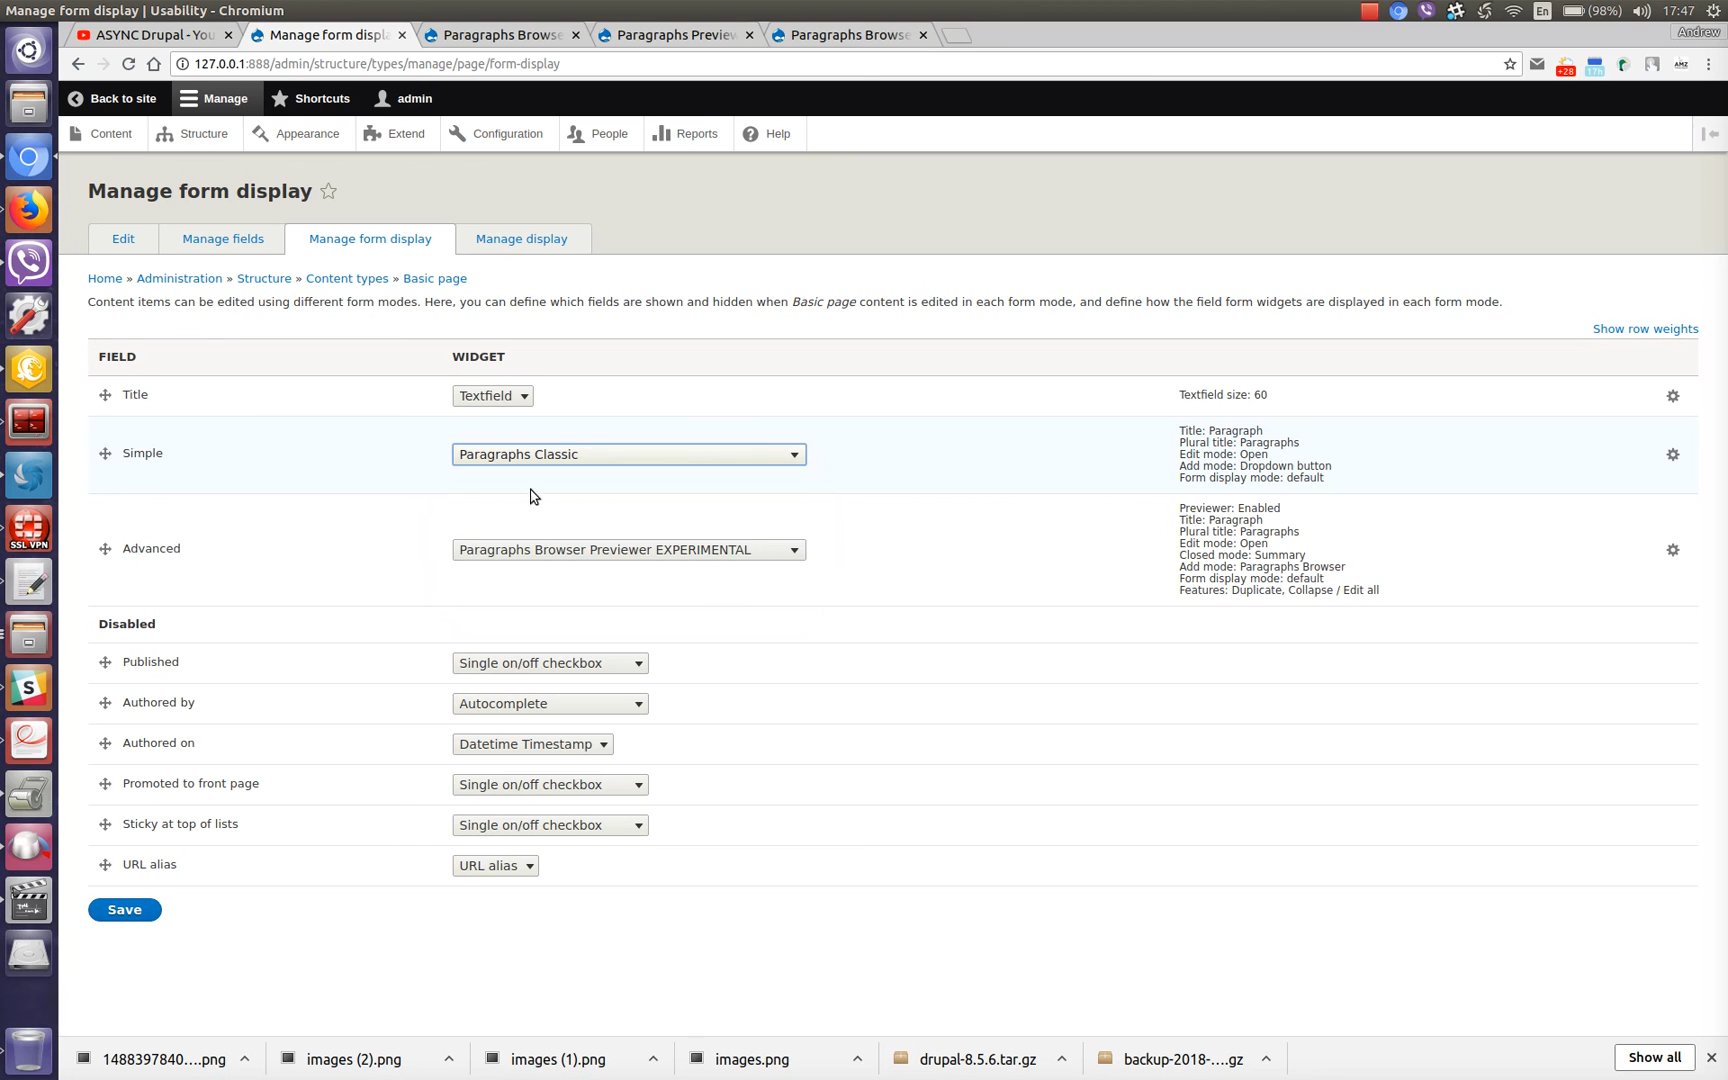 Manage form display | Usability - Chromium
En (98%) 17:47
ASYNC Drupal - You × Manage form displ × Paragraphs Browse × Paragraphs Preview × Paragraphs Browse × Andrew
127.0.0.1:888/admin/structure/types/manage/page/form-display
+28 17h AMZ
Back to site Manage Shortcuts admin
Content Structure Appearance Extend Configuration People Reports Help
Manage form display
Edit Manage fields Manage form display Manage display
Home » Administration » Structure » Content types » Basic page
Content items can be edited using different form modes. Here, you can define which fields are shown and hidden when Basic page content is edited in each form mode, and define how the field form widgets are displayed in each form mode.
Show row weights
FIELD WIDGET
Title Textfield Textfield size: 60
Simple Paragraphs Classic
Title: Paragraph
Plural title: Paragraphs
Edit mode: Open
Add mode: Dropdown button
Form display mode: default
Advanced Paragraphs Browser Previewer EXPERIMENTAL
Previewer: Enabled
Title: Paragraph
Plural title: Paragraphs
Edit mode: Open
Closed mode: Summary
Add mode: Paragraphs Browser
Form display mode: default
Features: Duplicate, Collapse / Edit all
Disabled
Published Single on/off checkbox
Authored by Autocomplete
Authored on Datetime Timestamp
Promoted to front page Single on/off checkbox
Sticky at top of lists Single on/off checkbox
URL alias URL alias
Save
SSL VPN
S
1488397840....png images (2).png images (1).png images.png drupal-8.5.6.tar.gz backup-2018-....gz Show all